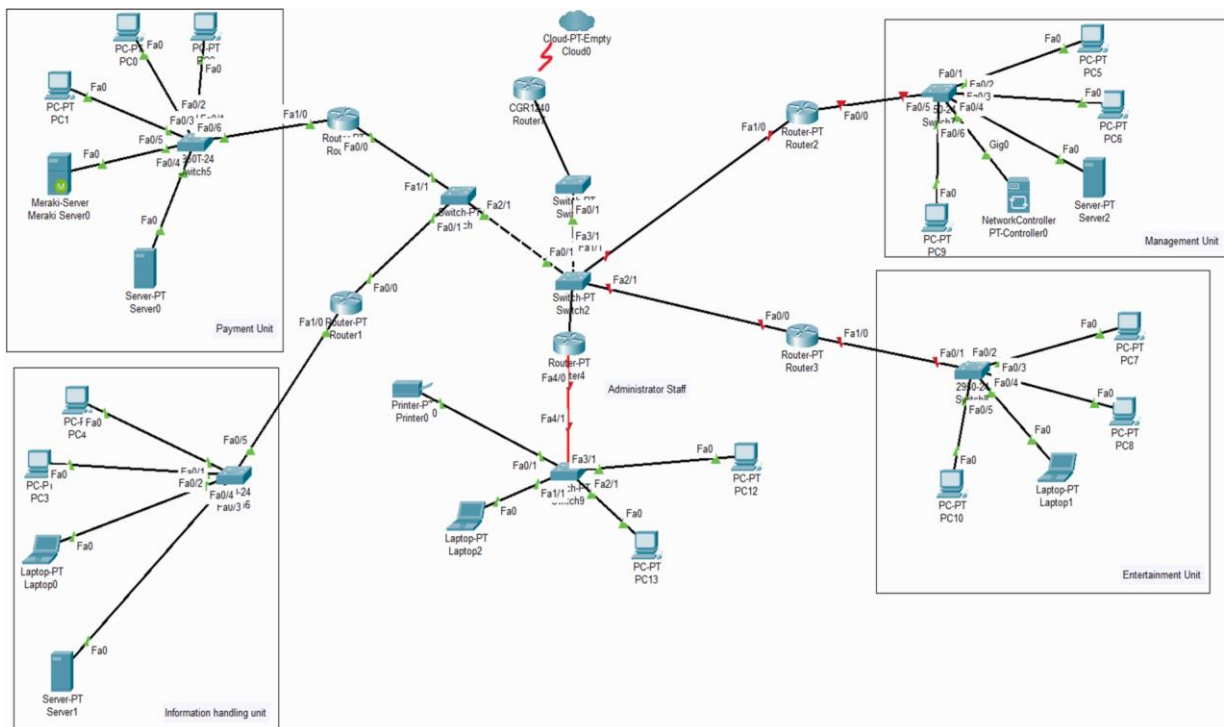 Cloud-PT-Empty
Cloud0
CGR1240
Fa0
PC-PT
PC0
Fa0
PC-PT
Fa0
Fa0
PC-PT
PC1
Fa0/2
Fa0/3
Fa0/5
Fa0/6
Fa0/4
Fa0
Meraki-Server
Meraki Server0
Fa0
Server-PT
Server0
Payment Unit
Fa1/0
Router-PT
Fa0/0
Fa1/1
Fa2/1
Fa0/1
Fa0/0
Fa1/0
Router-PT
Router1
Fa0/1
Fa3/1
Fa0/1
Switch-PT
Switch2
Fa2/1
Fa1/0
Fa0/0
Router-PT
Router2
Fa0/5
Fa0/1
Fa0/2
Fa0/3
Fa0/4
Fa0/6
Fa0
PC-PT
PC5
Fa0
PC-PT
PC6
Gig0
Fa0
Server-PT
Server2
NetworkController
PT-Controller0
Fa0
PC-PT
PC9
Management Unit
Fa0/0
Fa1/0
Router-PT
Router3
Fa0/1
Fa0/2
Fa0/3
Fa0/4
Fa0/5
Fa0
PC-PT
PC7
Fa0
PC-PT
PC8
Fa0
Laptop-PT
Laptop1
Fa0
PC-PT
PC10
Entertainment Unit
Fa4/0
Administrator Staff
Fa4/1
Printer0
Fa0/1
Fa3/1
Fa2/1
Fa1/1
Switch9
Fa0
PC-PT
PC12
Fa0
Laptop-PT
Laptop2
Fa0
PC-PT
PC13
Fa0
PC4
Fa0/5
Fa0
PC3
Fa0/1
Fa0/2
Fa0/4
Fa0/3
Fa0
Laptop-PT
Laptop0
Fa0
Server-PT
Server1
Information handling unit